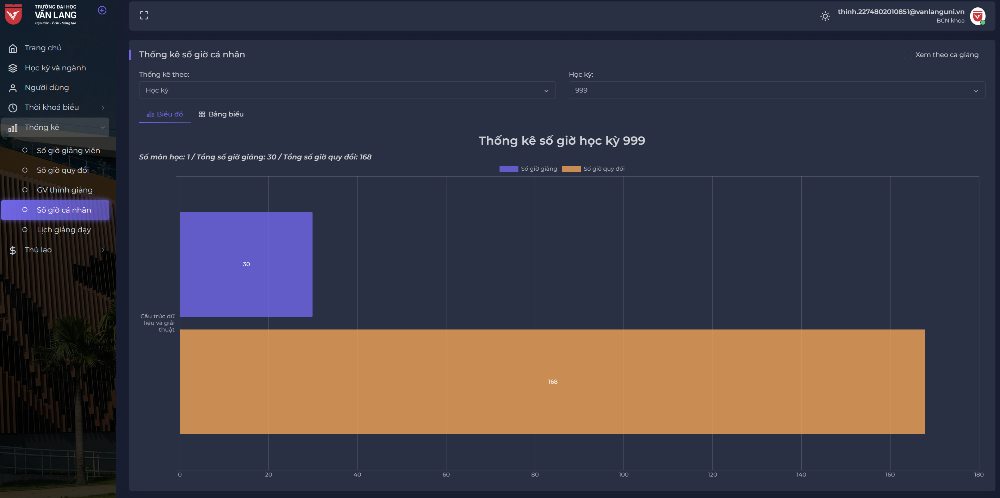 TRƯỜNG ĐẠI HỌC
VĂN LANG
Đạo đức - Ý chí - Sáng tạo
thinh.2274802010851@vanlanguni.vn
BCN khoa
Trang chủ
Học kỳ và ngành
Người dùng
Thời khoá biểu
Thống kê
Số giờ giảng viên
Số giờ quy đổi
GV thỉnh giảng
Số giờ cá nhân
Lịch giảng dạy
Thù lao
Thống kê số giờ cá nhân
Xem theo ca giảng
Thống kê theo:
Học kỳ
Học kỳ:
999
Biểu đồ
Bảng biểu
Thống kê số giờ học kỳ 999
Số môn học: 1 / Tổng số giờ giảng: 30 / Tổng số giờ quy đổi: 168
Số giờ giảng
Số giờ quy đổi
30
Cấu trúc dữ
liệu và giải
thuật
168
0 20 40 60 80 100 120 140 160 180